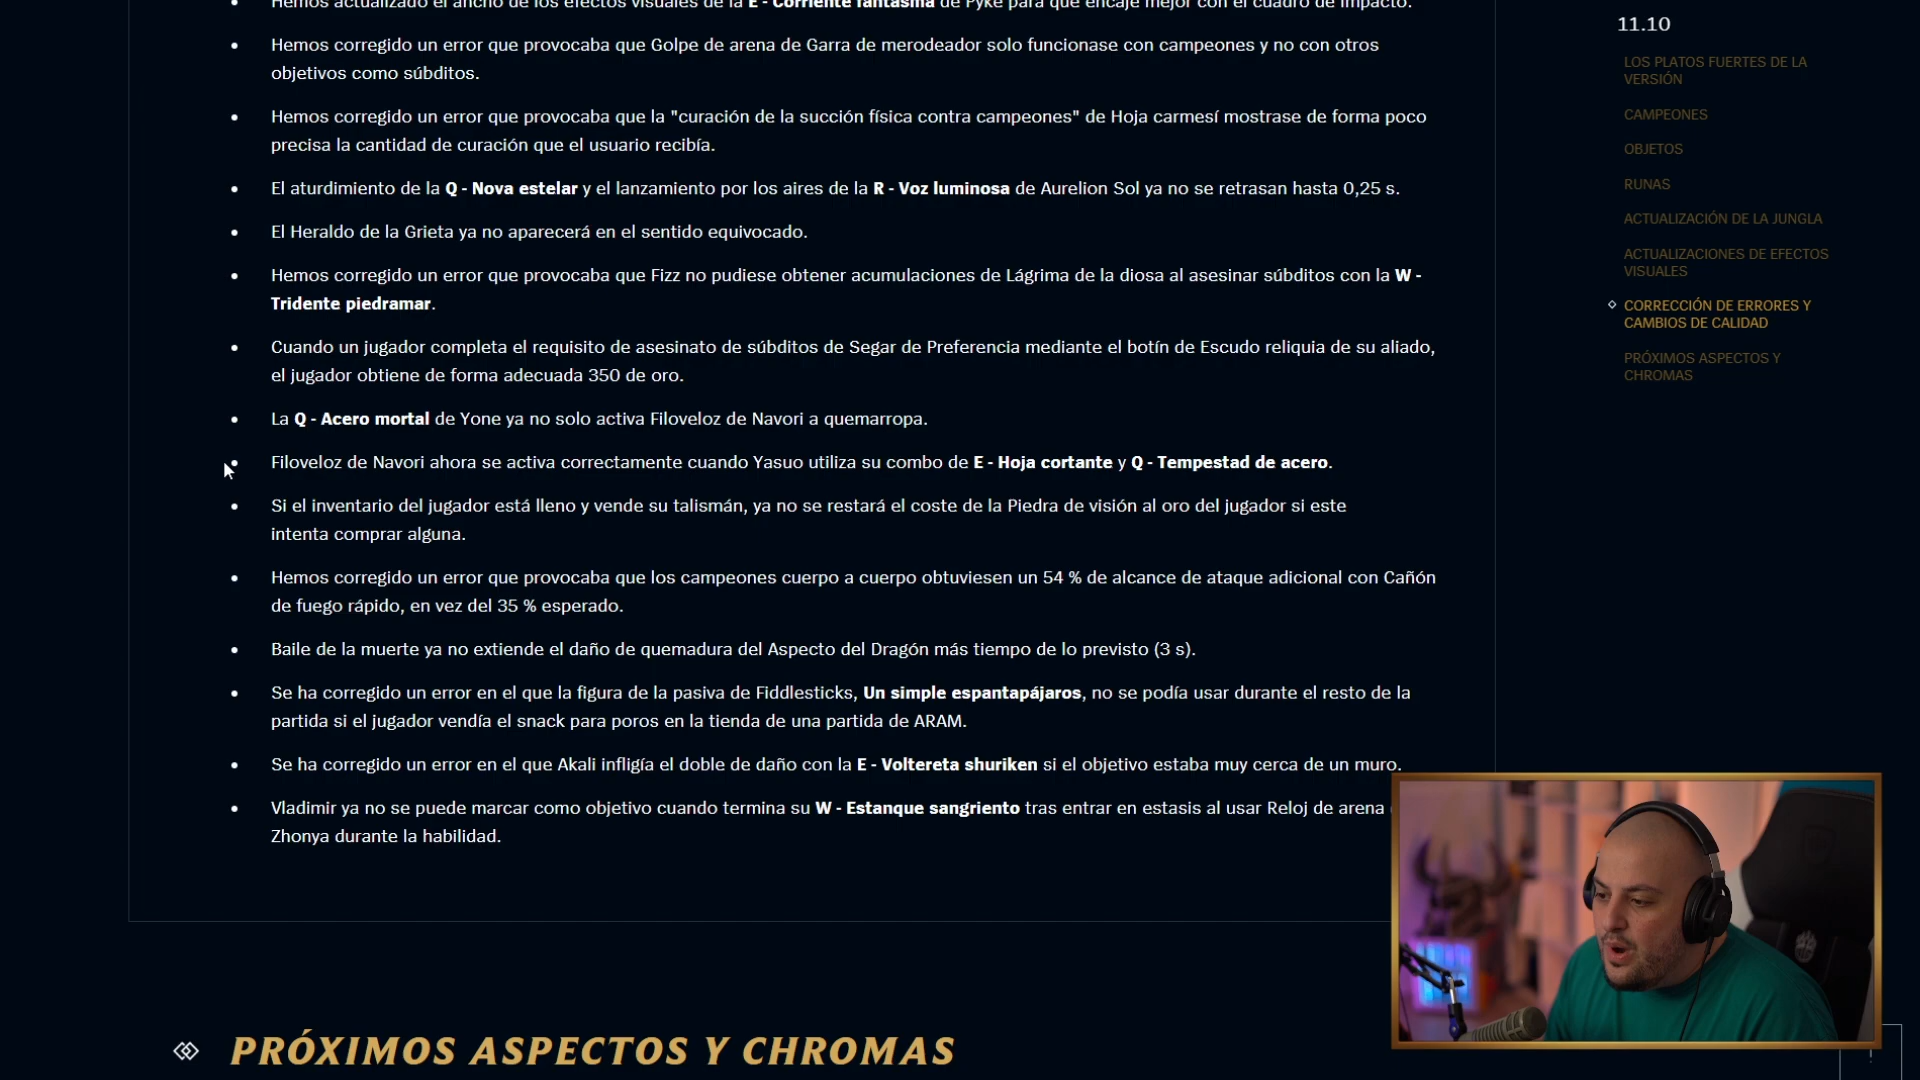 Hemos actualizado el ancho de los efectos visuales de la E - Corriente fantasma de Pyke para que encaje mejor con el cuadro de impacto.
Hemos corregido un error que provocaba que Golpe de arena de Garra de merodeador solo funcionase con campeones y no con otros
objetivos como súbditos.
Hemos corregido un error que provocaba que la "curación de la succión física contra campeones" de Hoja carmesí mostrase de forma poco
precisa la cantidad de curación que el usuario recibía.
El aturdimiento de la Q - Nova estelar y el lanzamiento por los aires de la R - Voz luminosa de Aurelion Sol ya no se retrasan hasta 0,25 s.
El Heraldo de la Grieta ya no aparecerá en el sentido equivocado.
Hemos corregido un error que provocaba que Fizz no pudiese obtener acumulaciones de Lágrima de la diosa al asesinar súbditos con la W -
Tridente piedramar.
Cuando un jugador completa el requisito de asesinato de súbditos de Segar de Preferencia mediante el botín de Escudo reliquia de su aliado,
el jugador obtiene de forma adecuada 350 de oro.
La Q - Acero mortal de Yone ya no solo activa Filoveloz de Navori a quemarropa.
Filoveloz de Navori ahora se activa correctamente cuando Yasuo utiliza su combo de E - Hoja cortante y Q - Tempestad de acero.
Si el inventario del jugador está lleno y vende su talismán, ya no se restará el coste de la Piedra de visión al oro del jugador si este
intenta comprar alguna.
Hemos corregido un error que provocaba que los campeones cuerpo a cuerpo obtuviesen un 54 % de alcance de ataque adicional con Cañón
de fuego rápido, en vez del 35 % esperado.
Baile de la muerte ya no extiende el daño de quemadura del Aspecto del Dragón más tiempo de lo previsto (3 s).
Se ha corregido un error en el que la figura de la pasiva de Fiddlesticks, Un simple espantapájaros, no se podía usar durante el resto de la
partida si el jugador vendía el snack para poros en la tienda de una partida de ARAM.
Se ha corregido un error en el que Akali infligía el doble de daño con la E - Voltereta shuriken si el objetivo estaba muy cerca de un muro.
Vladimir ya no se puede marcar como objetivo cuando termina su W - Estanque sangriento tras entrar en estasis al usar Reloj de arena
Zhonya durante la habilidad.
PRÓXIMOS ASPECTOS Y CHROMAS
11.10
LOS PLATOS FUERTES DE LA
VERSIÓN
CAMPEONES
OBJETOS
RUNAS
ACTUALIZACIÓN DE LA JUNGLA
ACTUALIZACIONES DE EFECTOS
VISUALES
CORRECCIÓN DE ERRORES Y
CAMBIOS DE CALIDAD
PRÓXIMOS ASPECTOS Y
CHROMAS